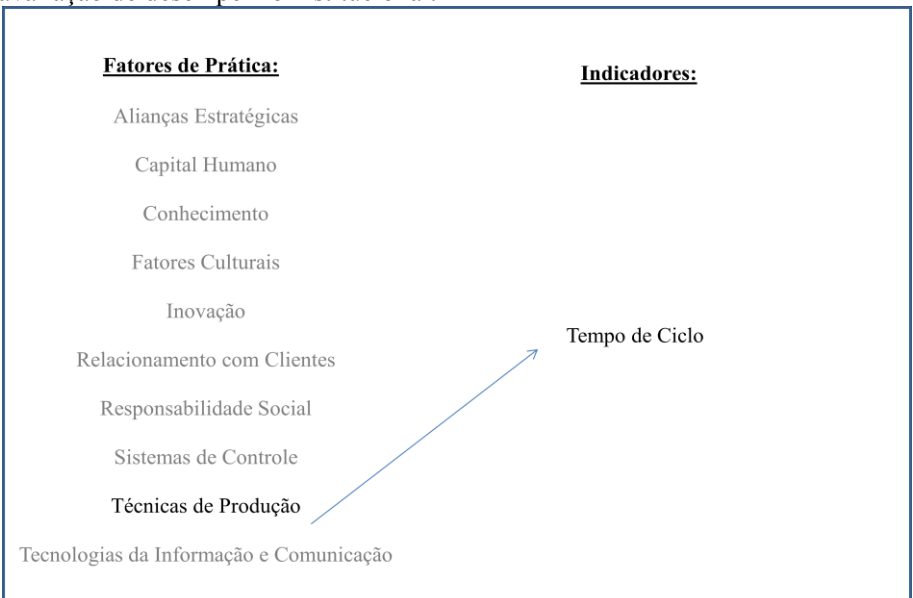 Fatores de Prática:
Indicadores:
Alianças Estratégicas
Capital Humano
Conhecimento
Fatores Culturais
Inovação
Tempo de Ciclo
Relacionamento com Clientes
Responsabilidade Social
Sistemas de Controle
Técnicas de Produção
Tecnologias da Informação e Comunicação